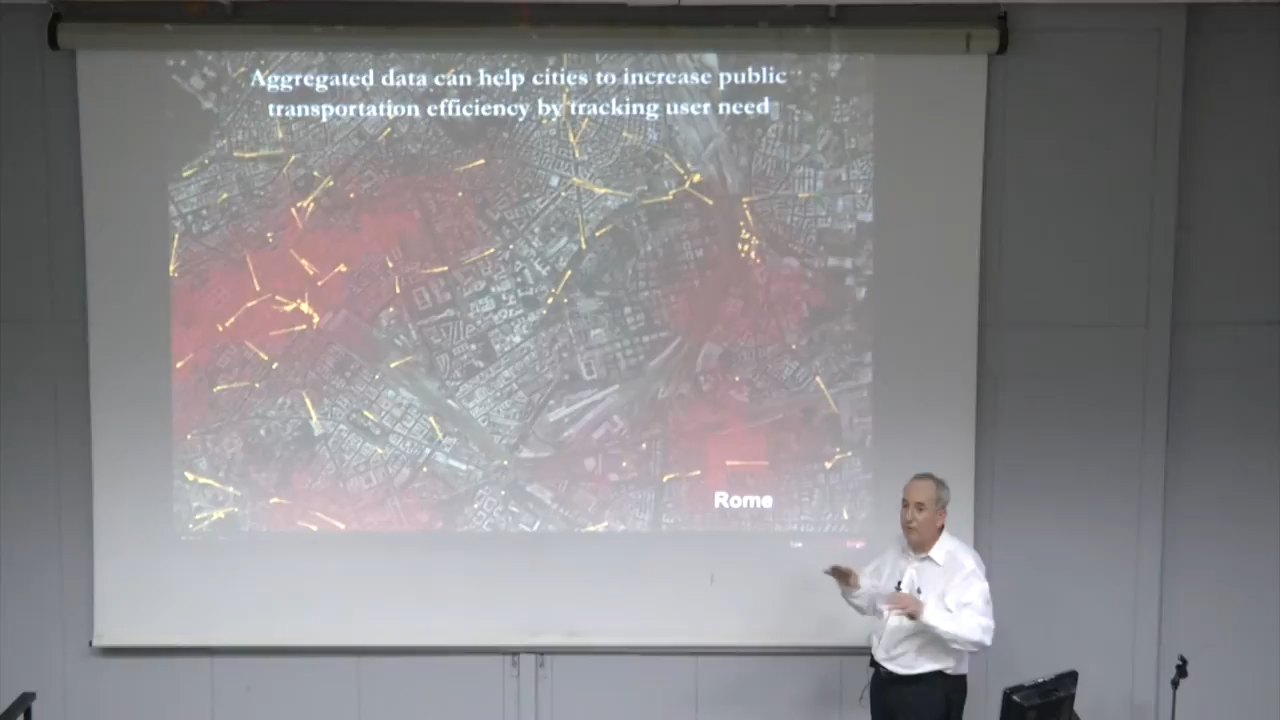 Aggregated data can help cities to increase public
transportation efficiency by tracking user need
Rome